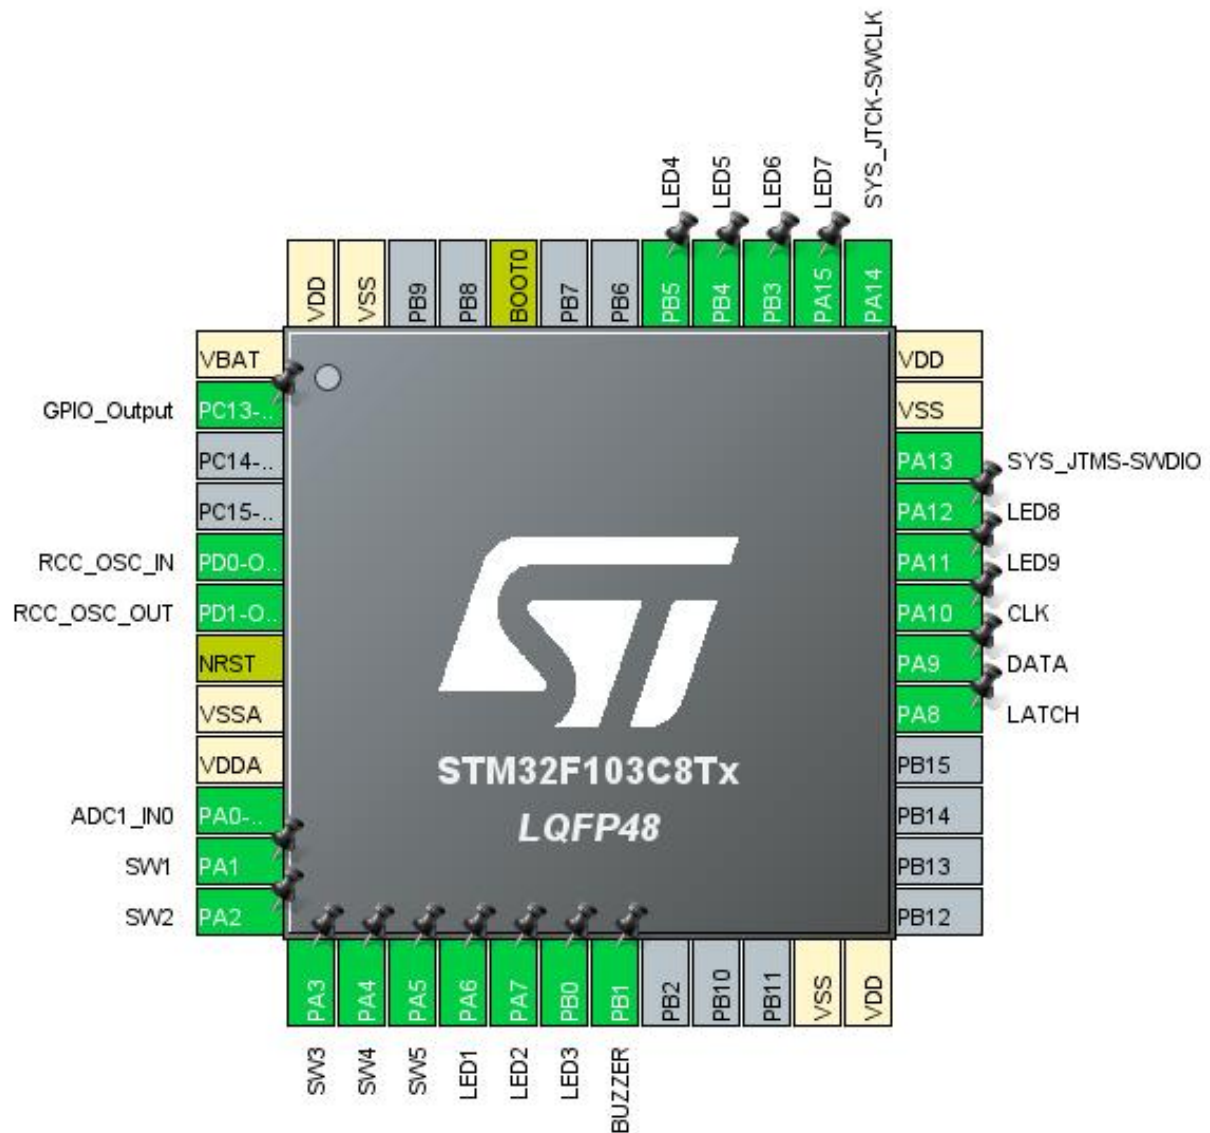 SYS_JTCK-SWCLK
LED4
LED5
LED6
LED7
VDD
VSS
PB9
PB8
BOOT0
PB7
PB6
PB5
PB4
PB3
PA15
PA14
VBAT
GPIO_Output PC13-..
PC14-..
PC15-..
RCC_OSC_IN PD0-O..
RCC_OSC_OUT PD1-O..
NRST
VSSA
VDDA
ADC1_IN0 PA0-..
SW1 PA1
SW2 PA2
VDD
VSS
PA13 SYS_JTMS-SWDIO
PA12 LED8
PA11 LED9
PA10 CLK
PA9 DATA
PA8 LATCH
PB15
PB14
PB13
PB12
ST
STM32F103C8Tx
LQFP48
PA3
PA4
PA5
PA6
PA7
PB0
PB1
PB2
PB10
PB11
VSS
VDD
SW3
SW4
SW5
LED1
LED2
LED3
BUZZER